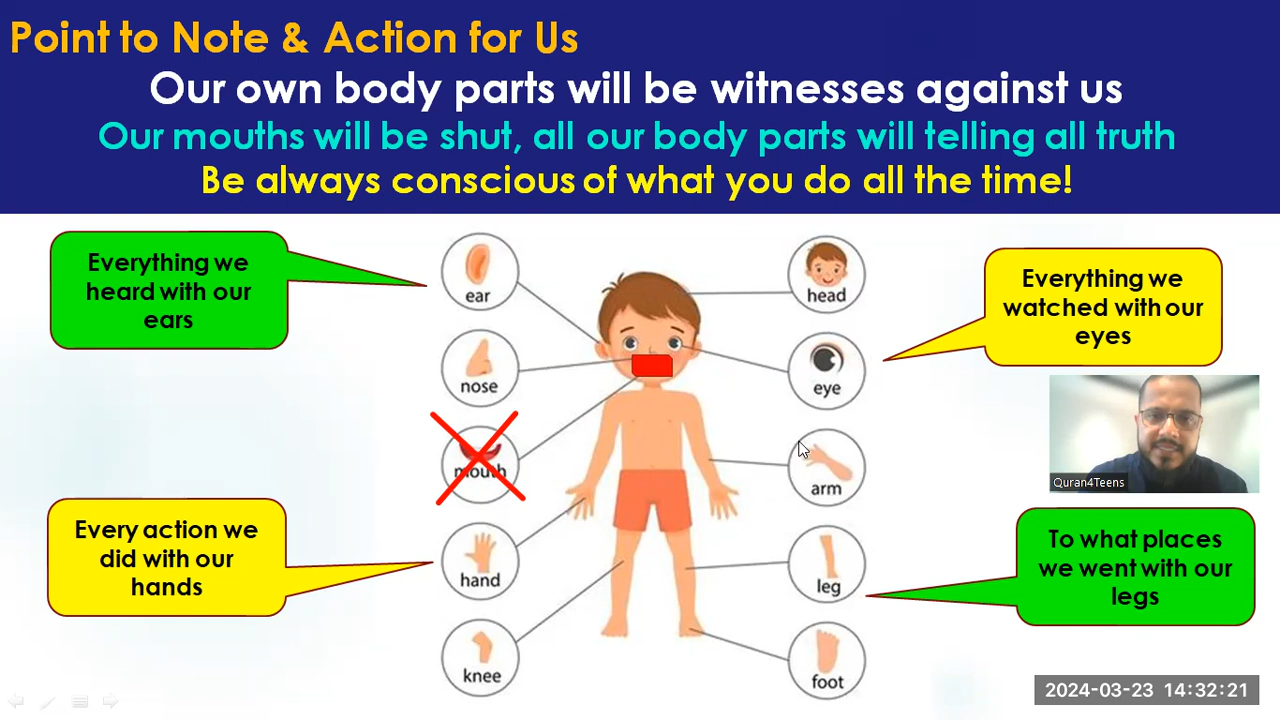 Point to Note & Action for Us
Our own body parts will be witnesses against us
Our mouths will be shut, all our body parts will telling all truth
Be always conscious of what you do all the time!
Everything we
heard with our
ears
ear
head
Everything we
watched with our
eyes
nose
eye
mouth
arm
Quran4Teens
Every action we
did with our
hands
hand
leg
To what places
we went with our
legs
knee
foot
2024-03-23 14:32:21